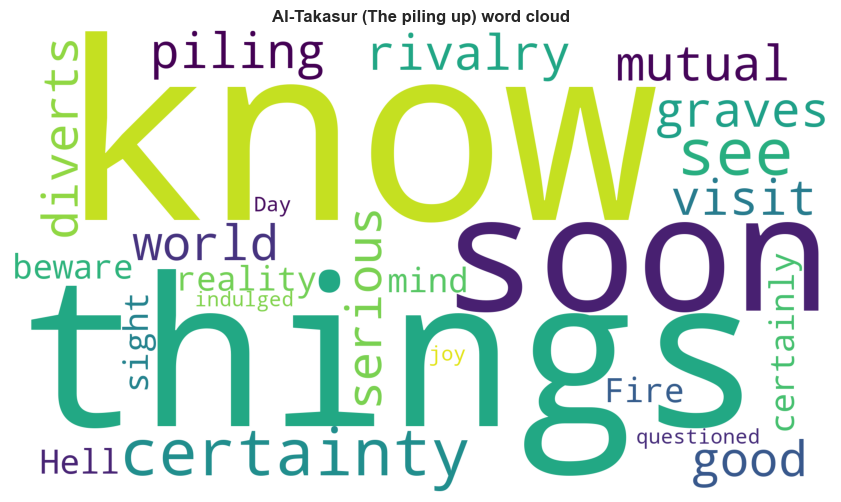 Al-Takasur (The piling up) word cloud
piling
rivalry
mutual
diverts
know
graves
see
visit
Day
world
soon
serious
beware
reality
mind
certainly
indulged
things
sight
joy
Fire
questioned
Hell
certainty
good